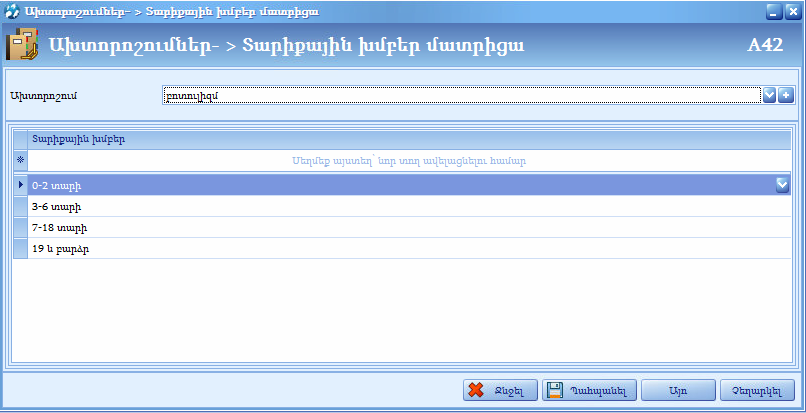 Ախտորոշումներ- > Տարիքային խմբեր մատրիցա
Ախտորոշումներ- > Տարիքային խմբեր մատրիցա A42
Ախտորոշում բոտուլիզմ
Տարիքային խմբեր
Սեղմեք այստեղ՝ նոր տող ավելացնելու համար
0-2 տարի
3-6 տարի
7-18 տարի
19 և բարձր
Ջնջել Պահպանել Այո Չեղարկել